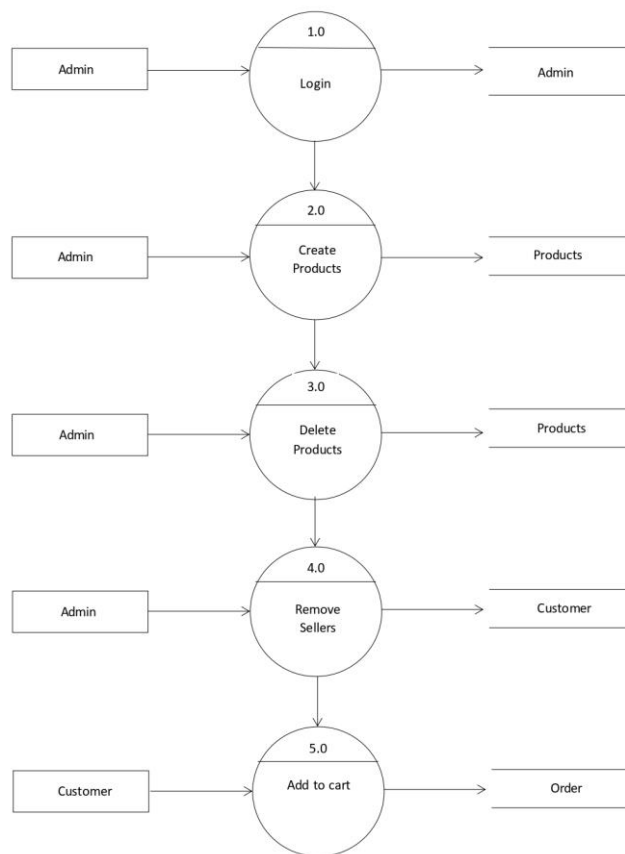 1.0
Admin
Login
Admin
2.0
Admin
Create
Products
Products
3.0
Admin
Delete
Products
Products
4.0
Admin
Remove
Sellers
Customer
5.0
Customer
Add to cart
Order